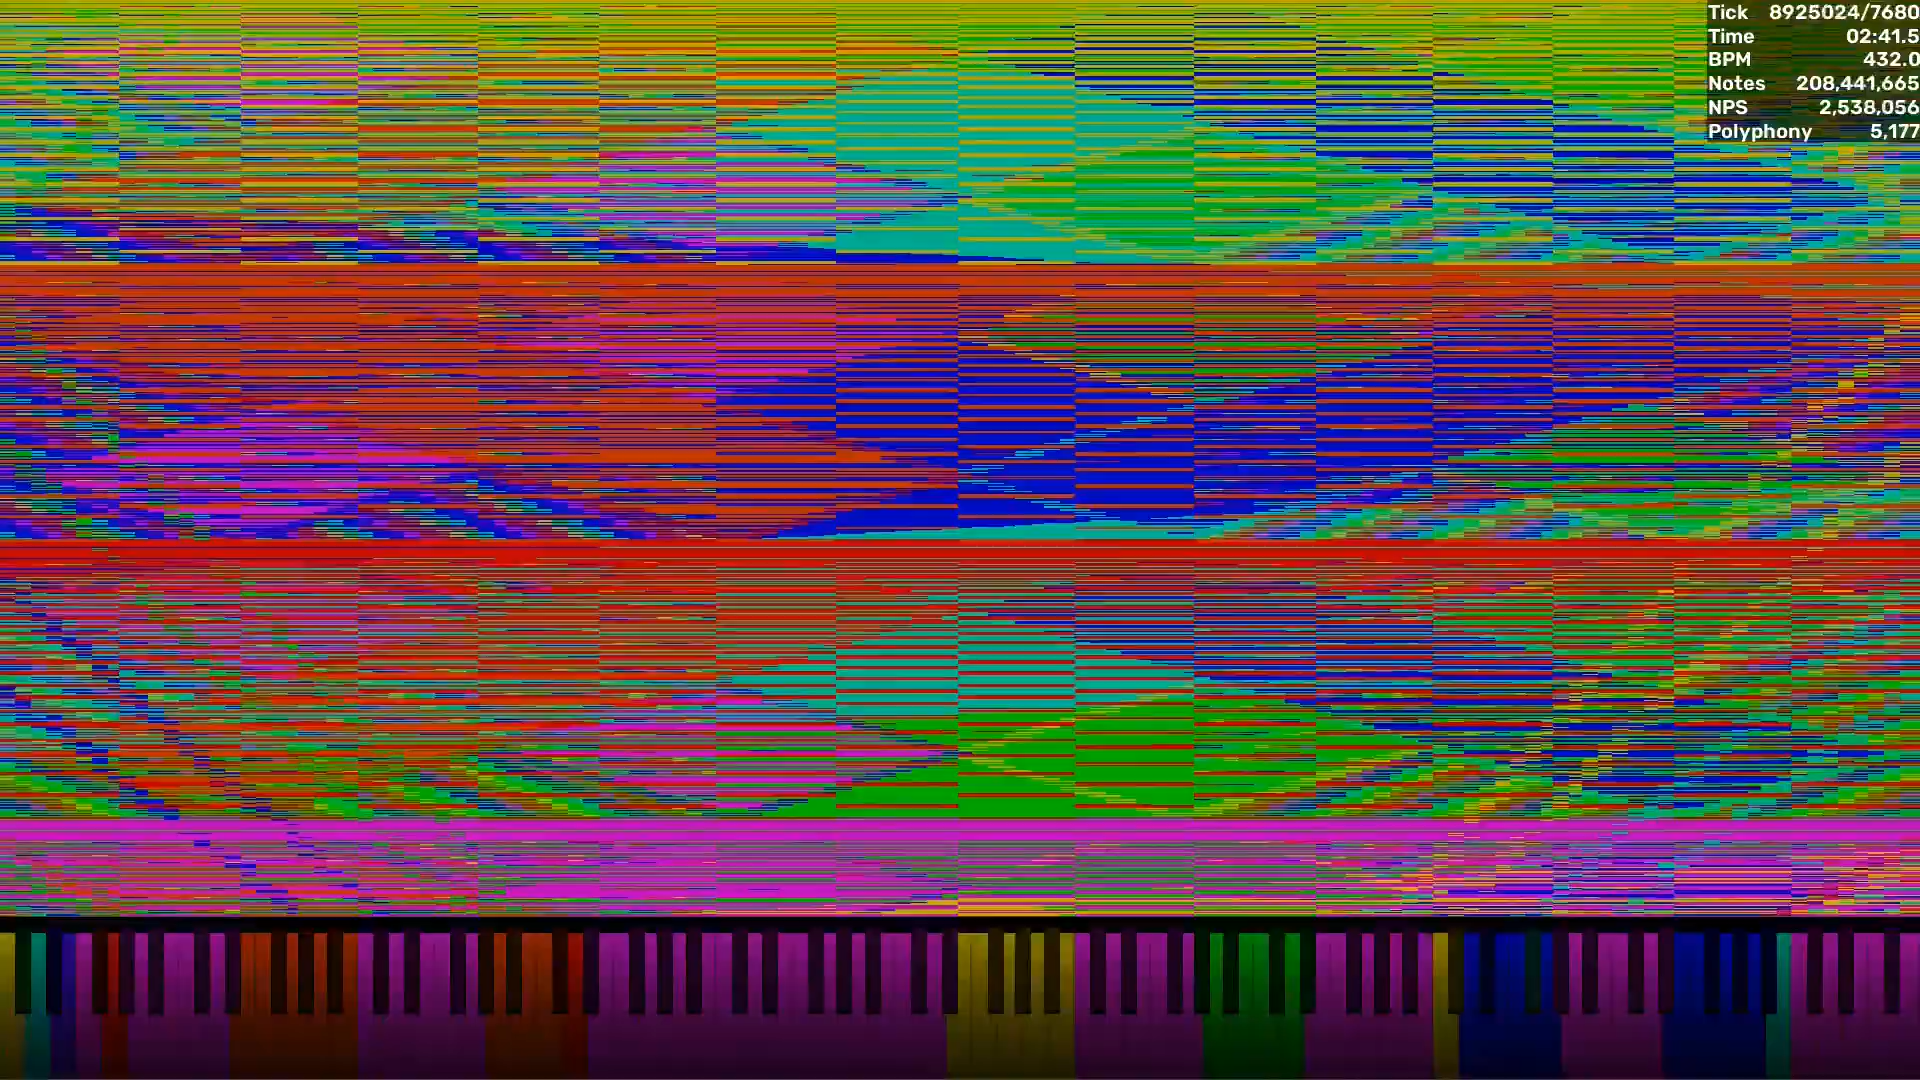 Tick 8925024/7680
Time 02:41.5
BPM 432.0
Notes 208,441,665
NPS 2,538,056
Polyphony 5,177